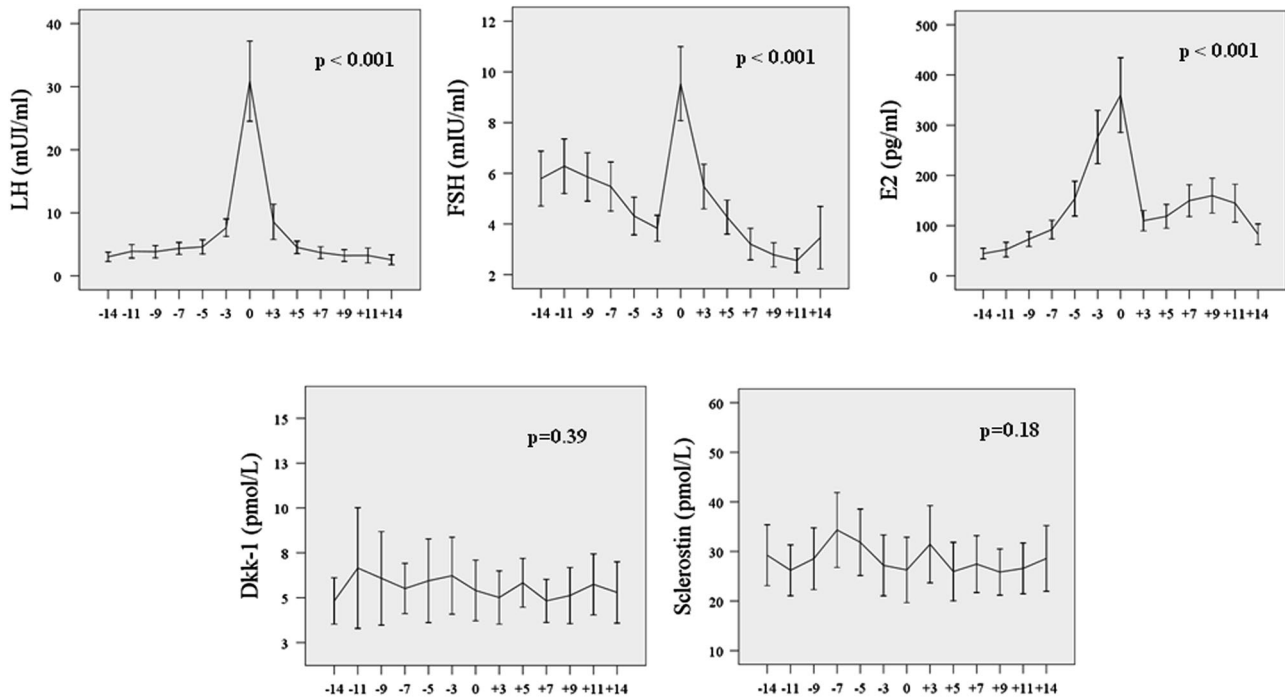 LH (mUI/ml)
40
30
20
10
0
p < 0.001
-14 -11 -9 -7 -5 -3 0 +3 +5 +7 +9 +11 +14
FSH (mIU/ml)
12
10
8
6
4
2
p < 0.001
-14 -11 -9 -7 -5 -3 0 +3 +5 +7 +9 +11 +14
E2 (pg/ml)
500
400
300
200
100
0
p < 0.001
-14 -11 -9 -7 -5 -3 0 +3 +5 +7 +9 +11 +14
Dkk-1 (pmol/L)
15
13
10
8
5
3
p=0.39
-14 -11 -9 -7 -5 -3 0 +3 +5 +7 +9 +11 +14
Sclerostin (pmol/L)
60
50
40
30
20
10
p=0.18
-14 -11 -9 -7 -5 -3 0 +3 +5 +7 +9 +11 +14